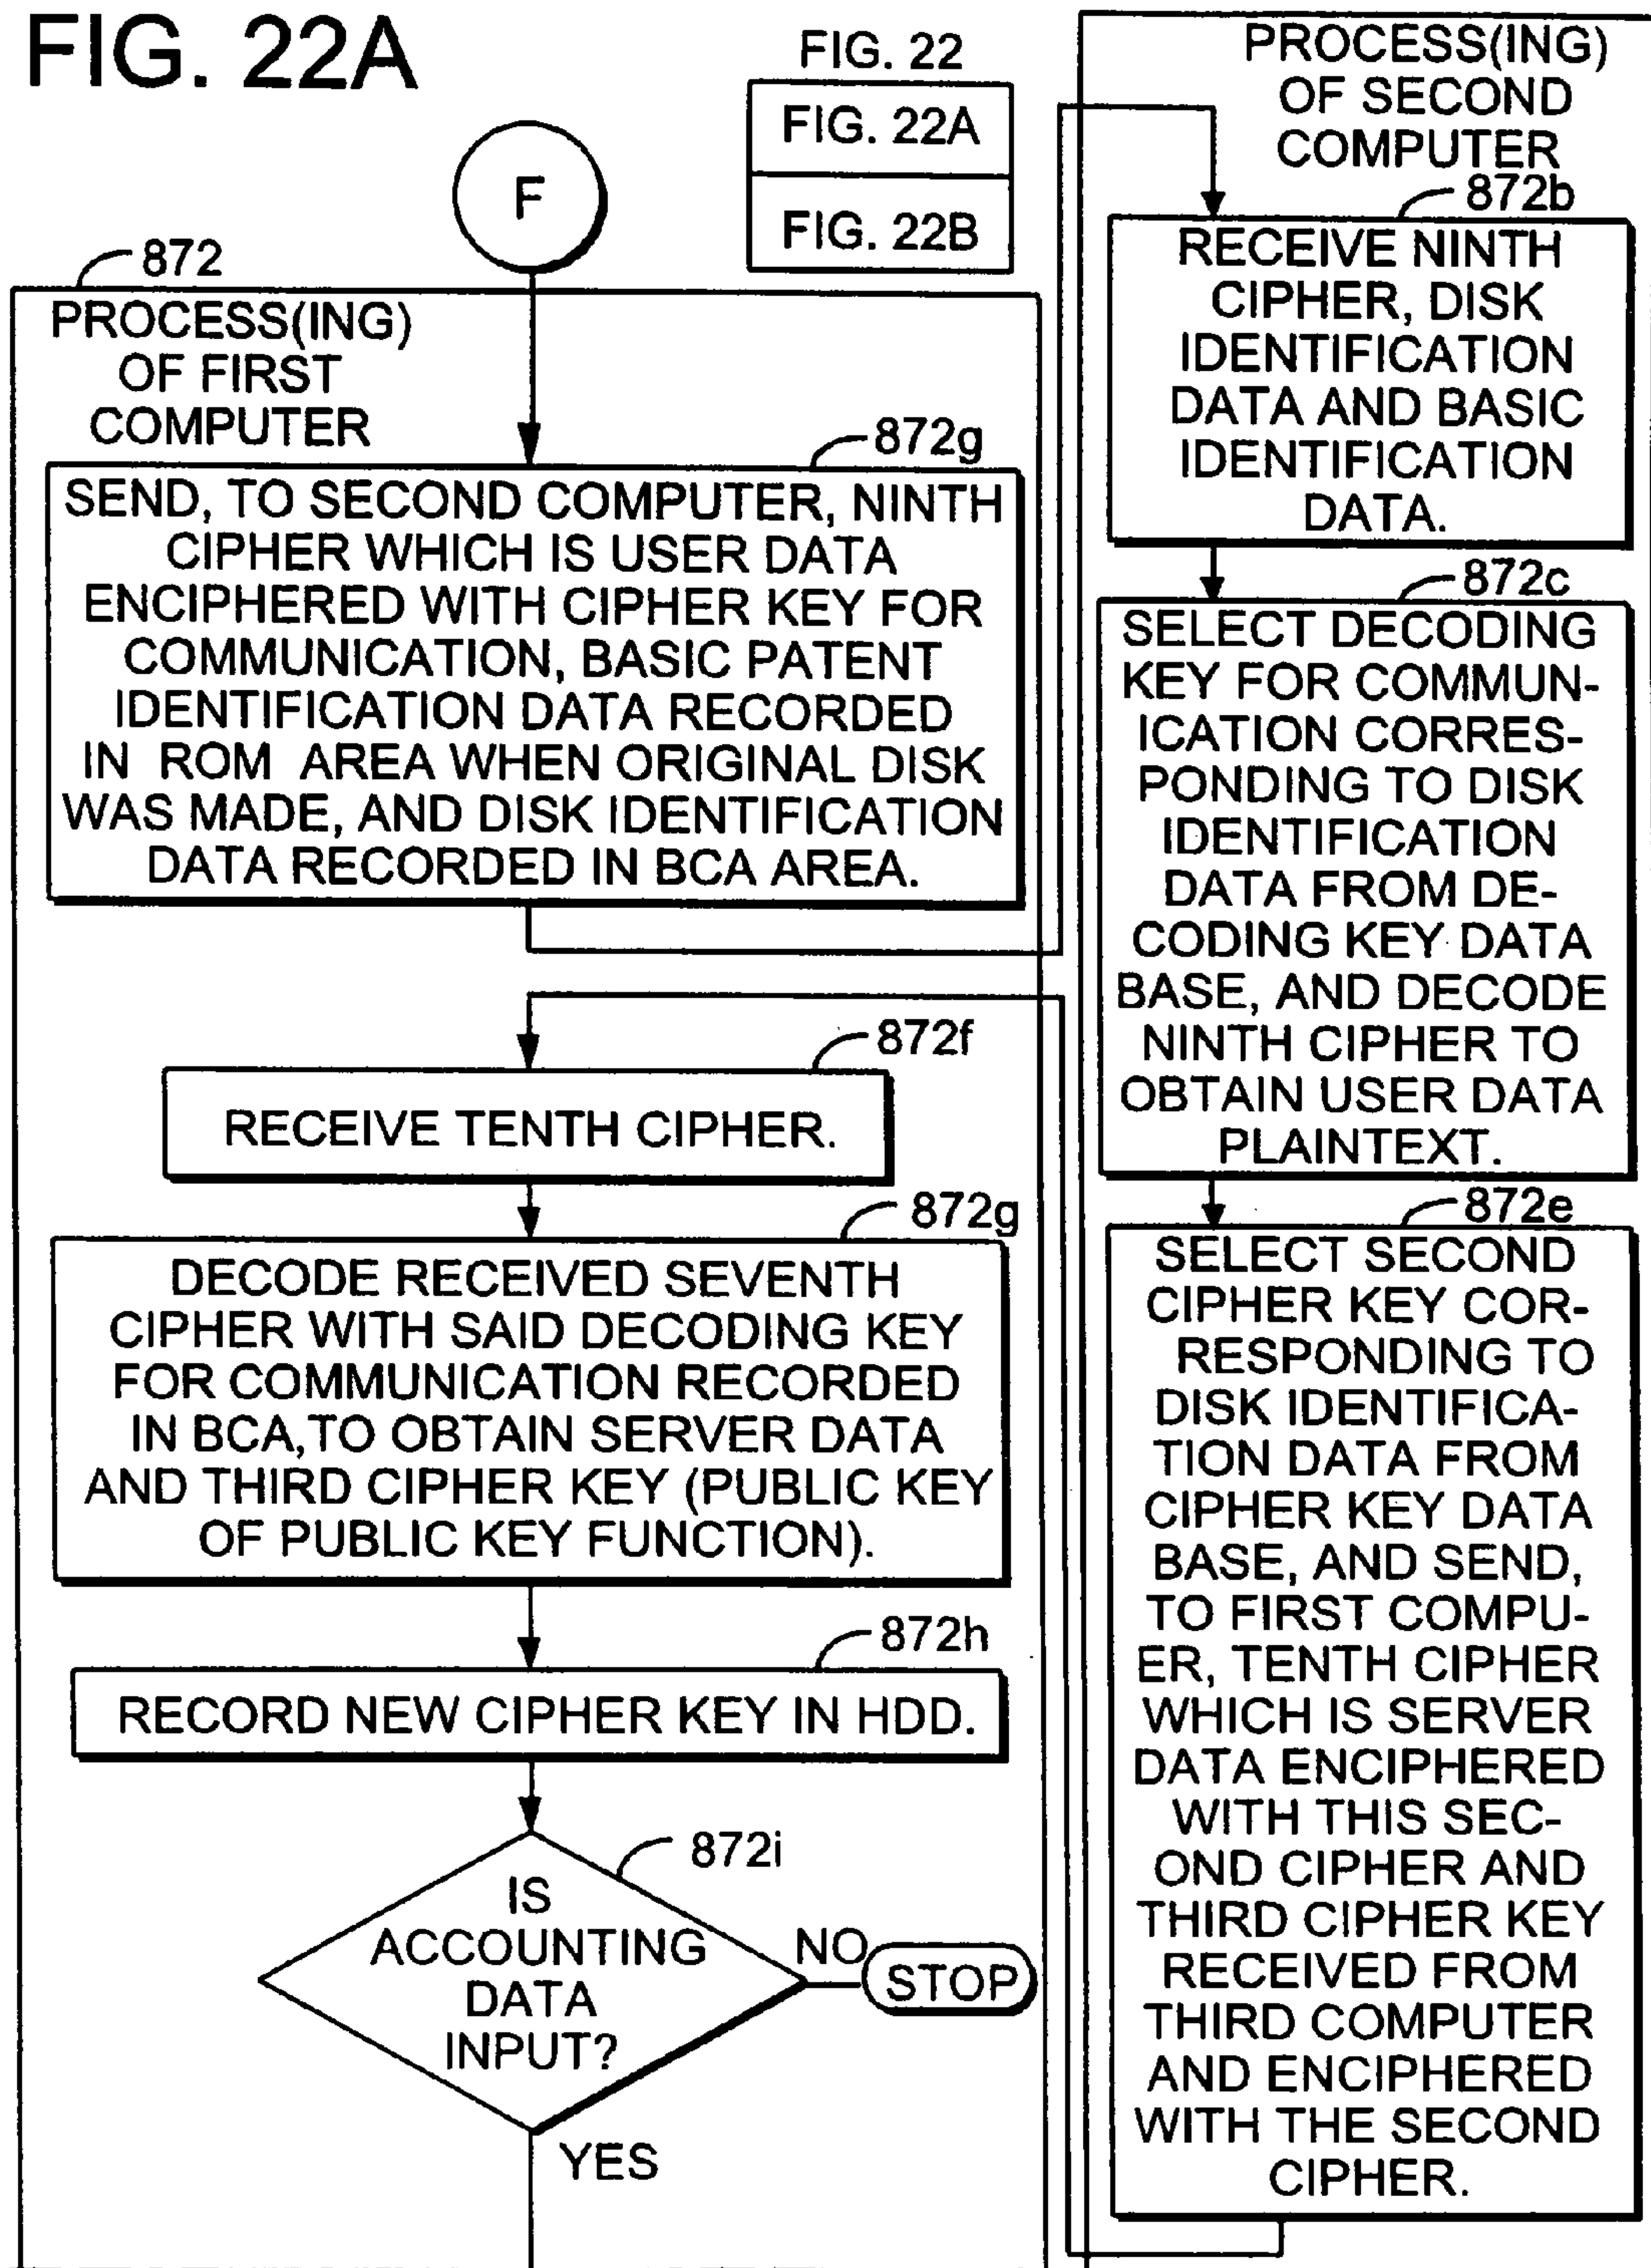 FIG. 22A
FIG. 22
FIG. 22A
FIG. 22B
F
872
PROCESS(ING)
OF FIRST
COMPUTER
872g
SEND, TO SECOND COMPUTER, NINTH
CIPHER WHICH IS USER DATA
ENCIPHERED WITH CIPHER KEY FOR
COMMUNICATION, BASIC PATENT
IDENTIFICATION DATA RECORDED
IN ROM AREA WHEN ORIGINAL DISK
WAS MADE, AND DISK IDENTIFICATION
DATA RECORDED IN BCA AREA.
872f
RECEIVE TENTH CIPHER.
872g
DECODE RECEIVED SEVENTH
CIPHER WITH SAID DECODING KEY
FOR COMMUNICATION RECORDED
IN BCA,TO OBTAIN SERVER DATA
AND THIRD CIPHER KEY (PUBLIC KEY
OF PUBLIC KEY FUNCTION).
872h
RECORD NEW CIPHER KEY IN HDD.
872i
IS
ACCOUNTING
DATA
INPUT?
NO
STOP
YES
PROCESS(ING)
OF SECOND
COMPUTER
872b
RECEIVE NINTH
CIPHER, DISK
IDENTIFICATION
DATA AND BASIC
IDENTIFICATION
DATA.
872c
SELECT DECODING
KEY FOR COMMUN-
ICATION CORRES-
PONDING TO DISK
IDENTIFICATION
DATA FROM DE-
CODING KEY DATA
BASE, AND DECODE
NINTH CIPHER TO
OBTAIN USER DATA
PLAINTEXT.
872e
SELECT SECOND
CIPHER KEY COR-
RESPONDING TO
DISK IDENTIFICA-
TION DATA FROM
CIPHER KEY DATA
BASE, AND SEND,
TO FIRST COMPU-
ER, TENTH CIPHER
WHICH IS SERVER
DATA ENCIPHERED
WITH THIS SEC-
OND CIPHER AND
THIRD CIPHER KEY
RECEIVED FROM
THIRD COMPUTER
AND ENCIPHERED
WITH THE SECOND
CIPHER.